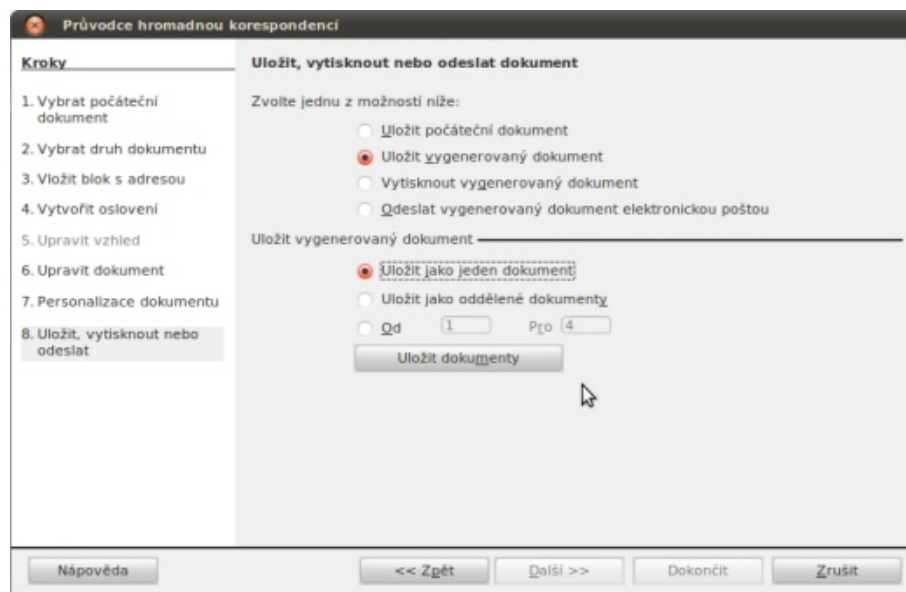 Průvodce hromadnou korespondencí
Kroky
1. Vybrat počáteční
dokument
2. Vybrat druh dokumentu
3. Vložit blok s adresou
4. Vytvořit oslovení
5. Upravit vzhled
6. Upravit dokument
7. Personalizace dokumentu
8. Uložit, vytisknout nebo
odeslat
Uložit, vytisknout nebo odeslat dokument
Zvolte jednu z možností níže:
Uložit počáteční dokument
Uložit vygenerovaný dokument
Vytisknout vygenerovaný dokument
Odeslat vygenerovaný dokument elektronickou poštou
Uložit vygenerovaný dokument
Uložit jako jeden dokument
Uložit jako oddělené dokumenty
Od 1 Pro 4
Uložit dokumenty
Nápověda << Zpět Další >> Dokončit Zrušit